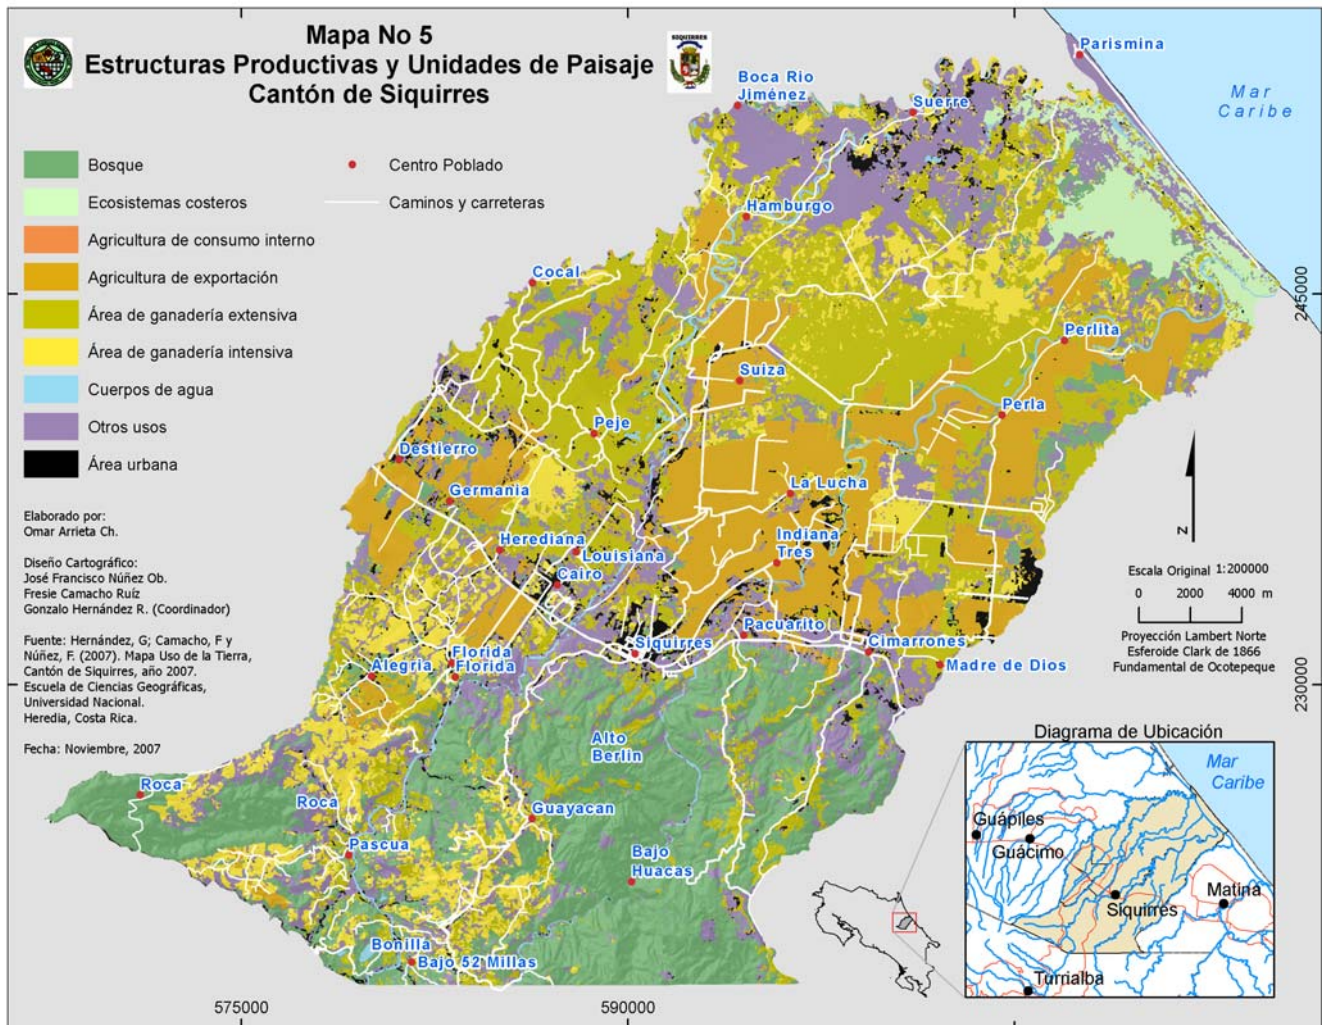 Mapa No 5
Estructuras Productivas y Unidades de Paisaje
Cantón de Siquirres
SIQUIRRES
Bosque
Ecosistemas costeros
Agricultura de consumo interno
Agricultura de exportación
Área de ganadería extensiva
Área de ganadería intensiva
Cuerpos de agua
Otros usos
Área urbana
Centro Poblado
Caminos y carreteras
Elaborado por:
Omar Arrieta Ch.
Diseño Cartográfico:
José Francisco Núñez Ob.
Fresie Camacho Ruíz
Gonzalo Hernández R. (Coordinador)
Fuente: Hernández, G; Camacho, F y
Núñez, F. (2007). Mapa Uso de la Tierra,
Cantón de Siquirres, año 2007.
Escuela de Ciencias Geográficas,
Universidad Nacional.
Heredia, Costa Rica.
Fecha: Noviembre, 2007
Parismina
Mar
Caribe
Boca Rio
Jiménez
Suerre
Hamburgo
Cocal
Perlita
Suiza
Perla
Peje
Destierro
La Lucha
Germania
Indiana
Tres
Herediana
Louisiana
Cairo
Siquirres
Pacuarito
Cimarrones
Madre de Dios
Florida
Florida
Alegria
Alto
Berlin
Roca
Roca
Guayacan
Pascua
Bajo
Huacas
Bonilla
Bajo 52 Millas
245000
230000
575000
590000
N
Escala Original 1:200000
0 2000 4000 m
Proyección Lambert Norte
Esferoide Clark de 1866
Fundamental de Ocotepeque
Diagrama de Ubicación
Mar
Caribe
Guápiles
Guácimo
Matina
Siquirres
Turrialba